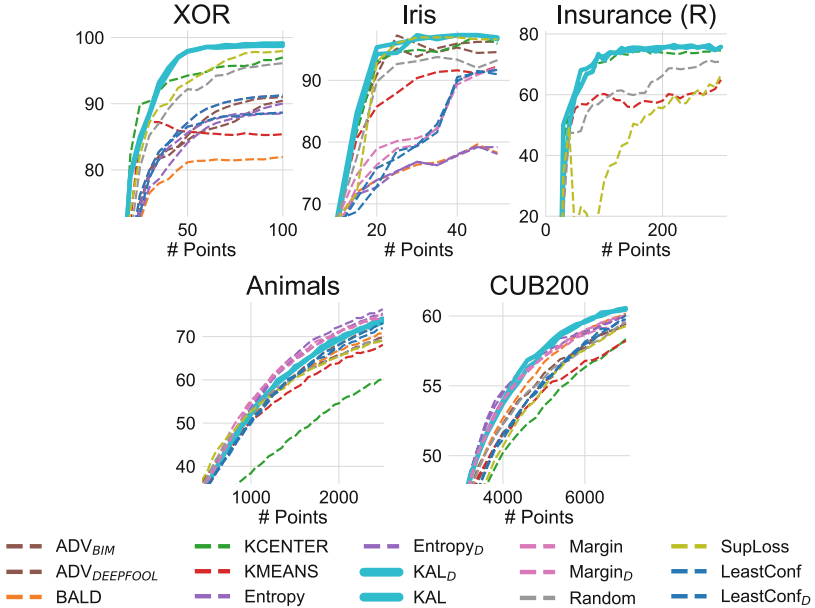 XOR Iris Insurance (R)
100
90
80
50 100
# Points
90
80
70
20 40
# Points
80
60
40
20
0 200
# Points
Animals CUB200
70
60
50
40
1000 2000
# Points
60
55
50
4000 6000
# Points
ADV_BIM KCENTER Entropy_D Margin SupLoss
ADV_DEEPFOOL KMEANS KAL_D Margin_D LeastConf
BALD Entropy KAL Random LeastConf_D